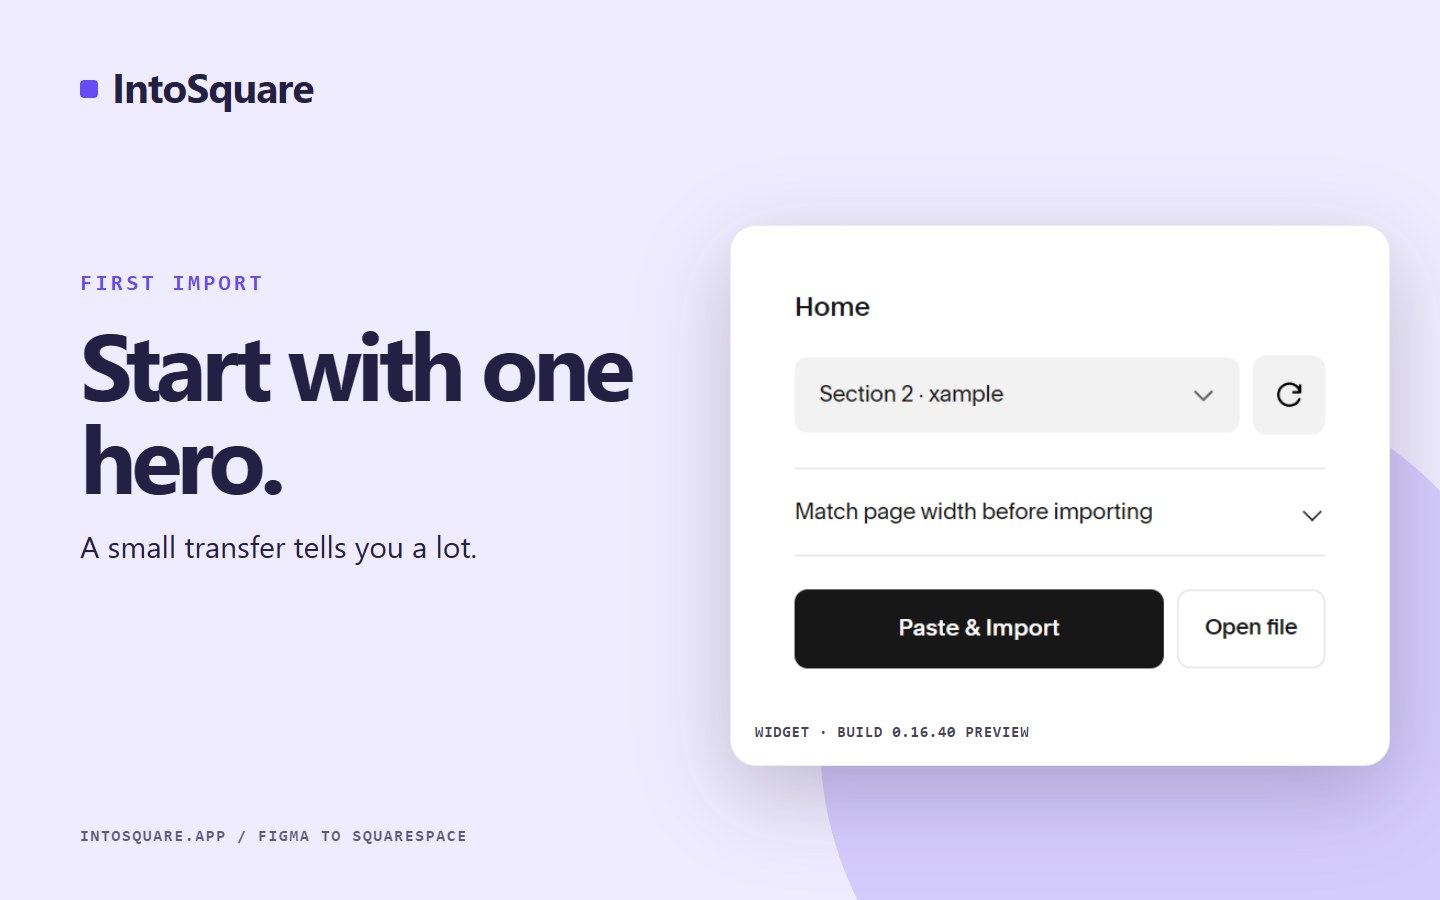 IntoSquare
FIRST IMPORT
Start with one
hero.
A small transfer tells you a lot.
Home
Section 2 · xample
Match page width before importing
Paste & Import
Open file
WIDGET · BUILD 0.16.40 PREVIEW
INTOSQUARE.APP / FIGMA TO SQUARESPACE